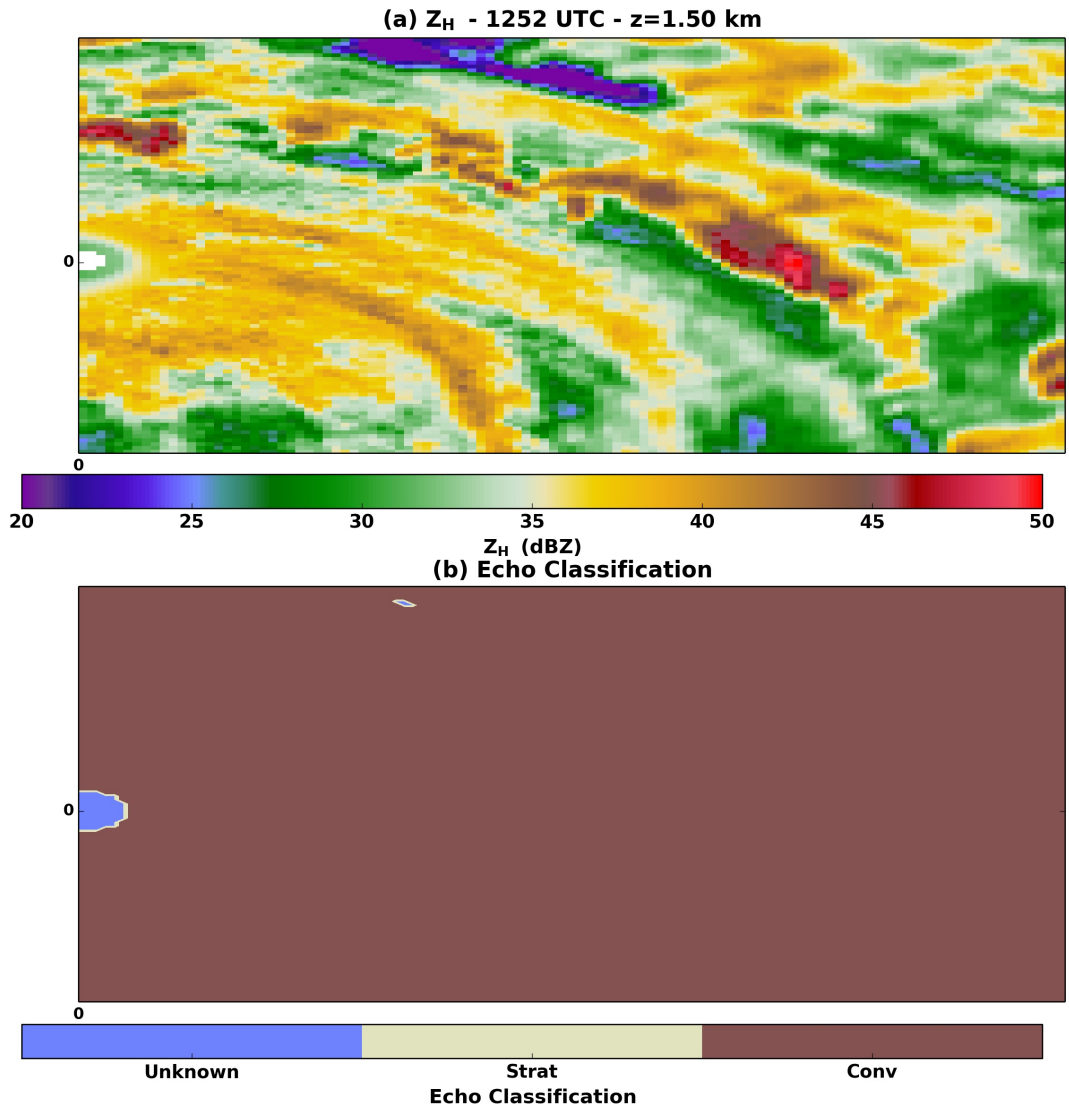 (a) Z_H - 1252 UTC - z=1.50 km
0
0
20 25 30 35 40 45 50
Z_H (dBZ)
(b) Echo Classification
0
0
Unknown Strat Conv
Echo Classification